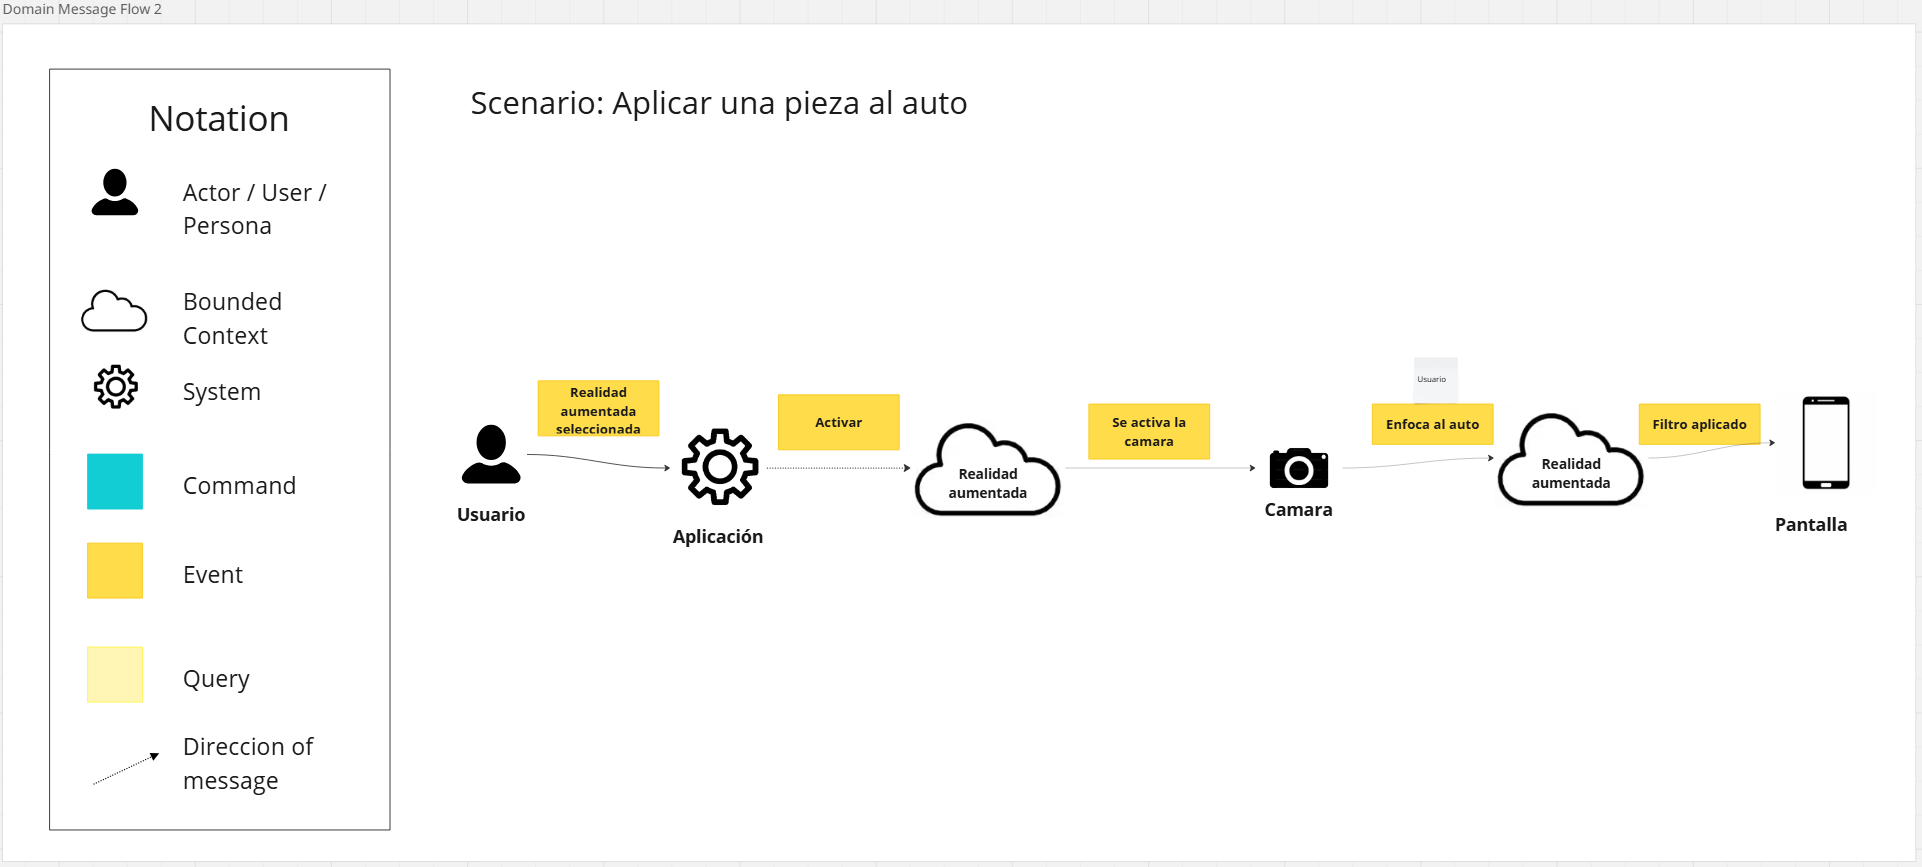 Domain Message Flow 2
Notation
Actor / User /
Persona
Bounded
Context
System
Command
Event
Query
Direccion of
message
Scenario: Aplicar una pieza al auto
Usuario
Realidad
aumentada
seleccionada
Aplicación
Activar
Realidad
aumentada
Se activa la
camara
Camara
Usuario
Enfoca al auto
Realidad
aumentada
Filtro aplicado
Pantalla